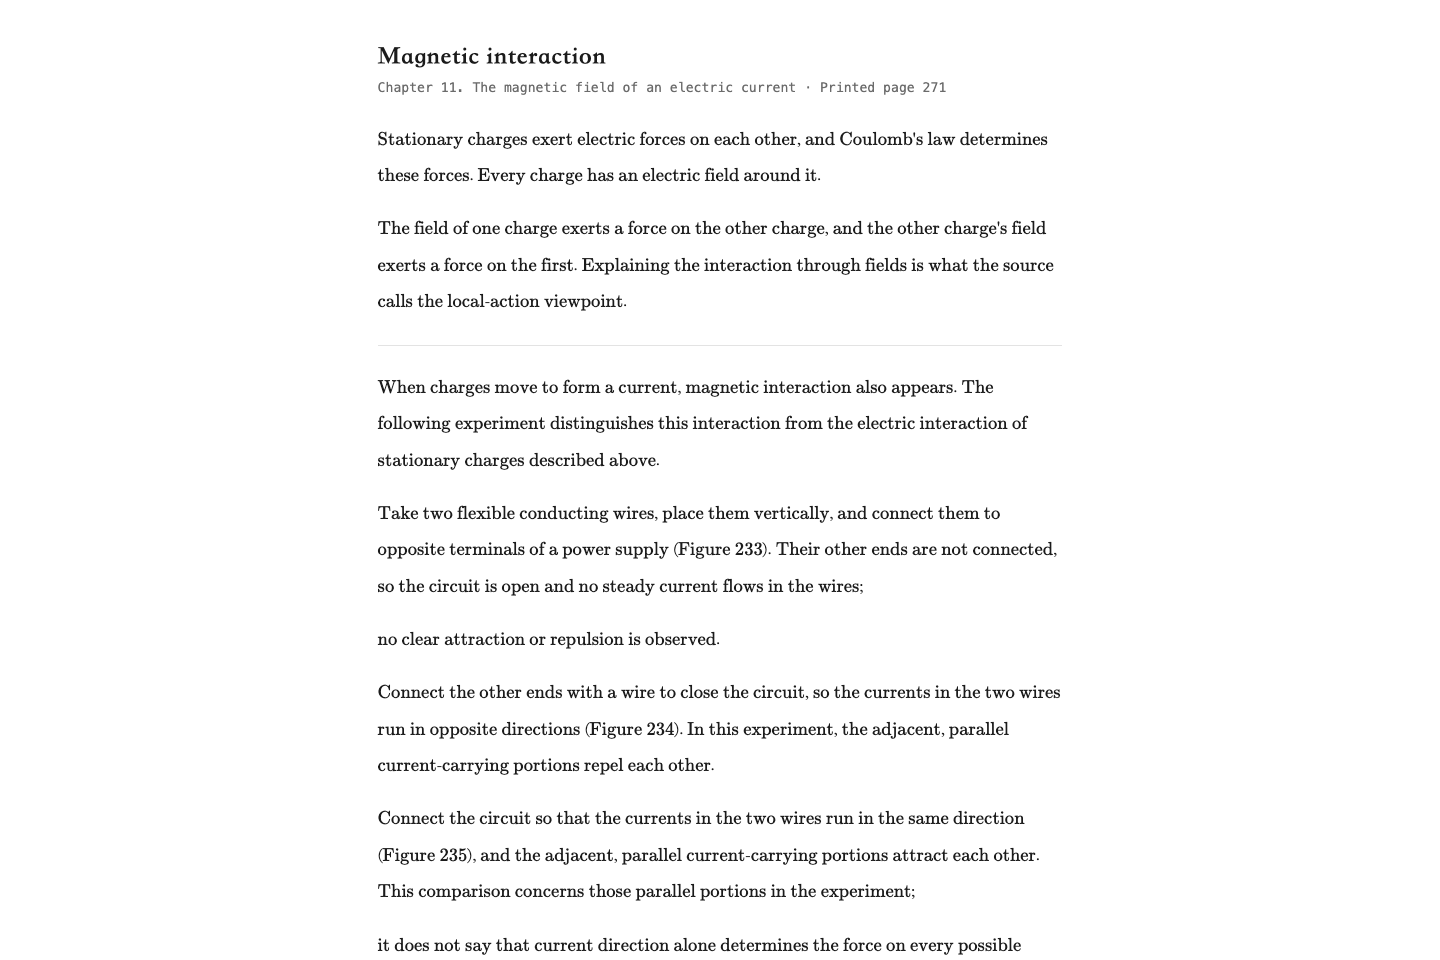 Magnetic interaction
Chapter 11. The magnetic field of an electric current · Printed page 271
Stationary charges exert electric forces on each other, and Coulomb's law determines
these forces. Every charge has an electric field around it.
The field of one charge exerts a force on the other charge, and the other charge's field
exerts a force on the first. Explaining the interaction through fields is what the source
calls the local-action viewpoint.
When charges move to form a current, magnetic interaction also appears. The
following experiment distinguishes this interaction from the electric interaction of
stationary charges described above.
Take two flexible conducting wires, place them vertically, and connect them to
opposite terminals of a power supply (Figure 233). Their other ends are not connected,
so the circuit is open and no steady current flows in the wires;
no clear attraction or repulsion is observed.
Connect the other ends with a wire to close the circuit, so the currents in the two wires
run in opposite directions (Figure 234). In this experiment, the adjacent, parallel
current-carrying portions repel each other.
Connect the circuit so that the currents in the two wires run in the same direction
(Figure 235), and the adjacent, parallel current-carrying portions attract each other.
This comparison concerns those parallel portions in the experiment;
it does not say that current direction alone determines the force on every possible